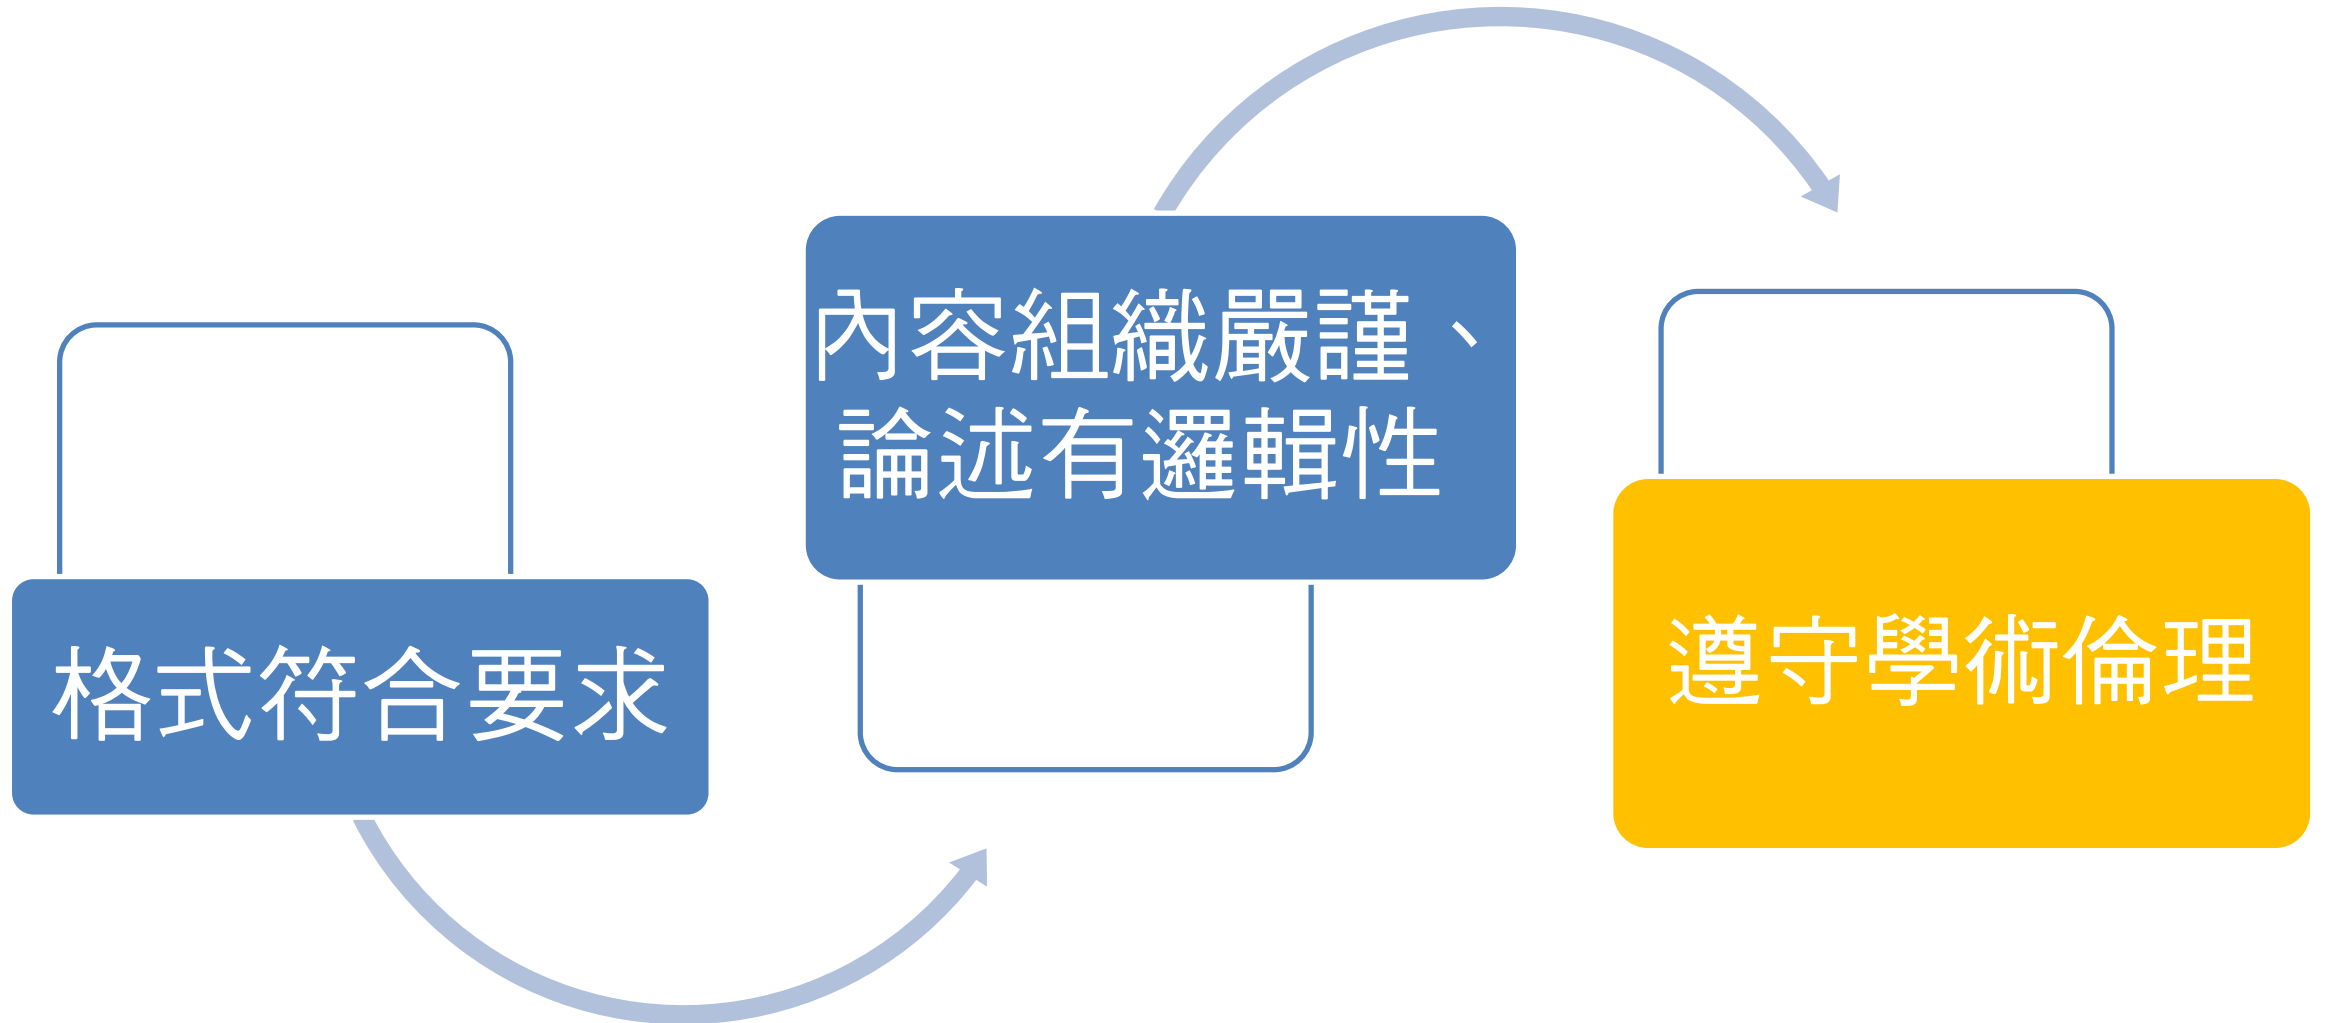 格式符合要求
內容組織嚴謹、
論述有邏輯性
遵守學術倫理